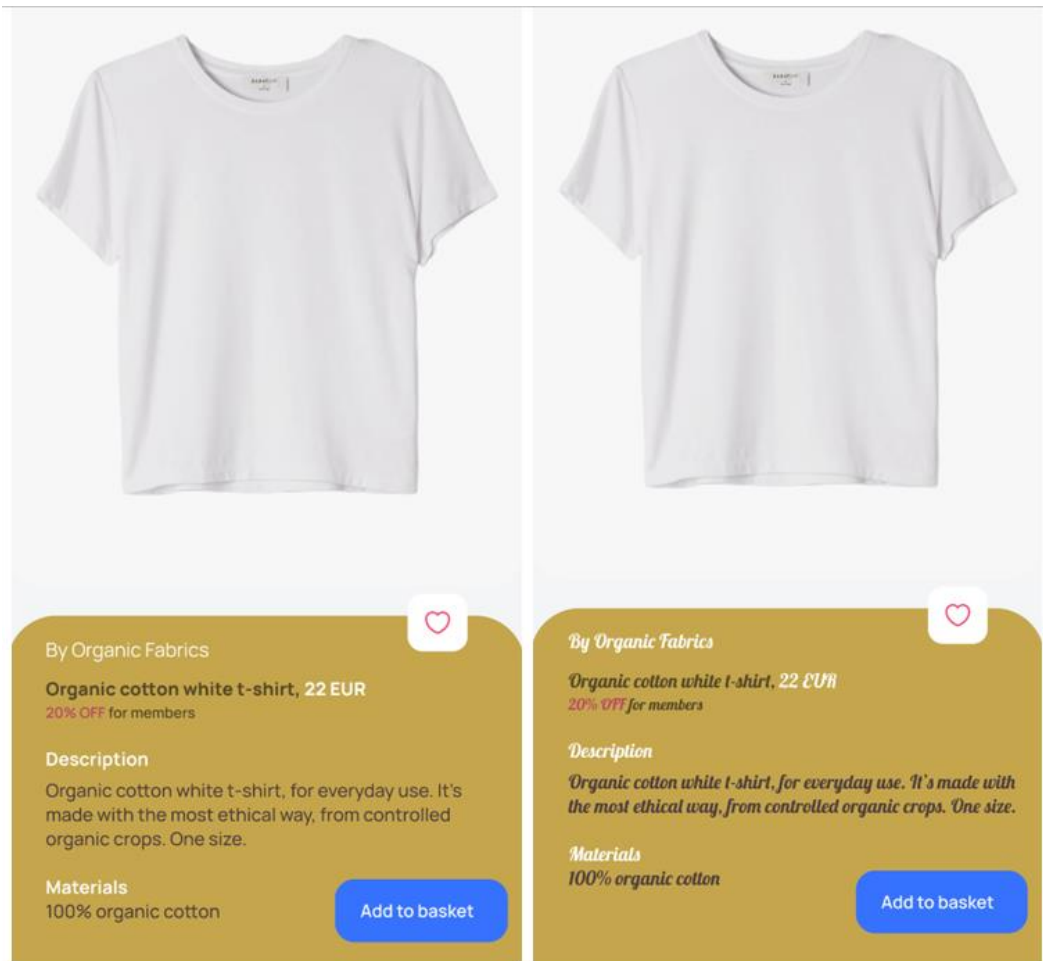 By Organic Fabrics
Organic cotton white t-shirt, 22 EUR
20% OFF for members
Description
Organic cotton white t-shirt, for everyday use. It's
made with the most ethical way, from controlled
organic crops. One size.
Materials
100% organic cotton
Add to basket
By Organic Fabrics
Organic cotton white t-shirt, 22 EUR
20% OFF for members
Description
Organic cotton white t-shirt, for everyday use. It's made with
the most ethical way, from controlled organic crops. One size.
Materials
100% organic cotton
Add to basket